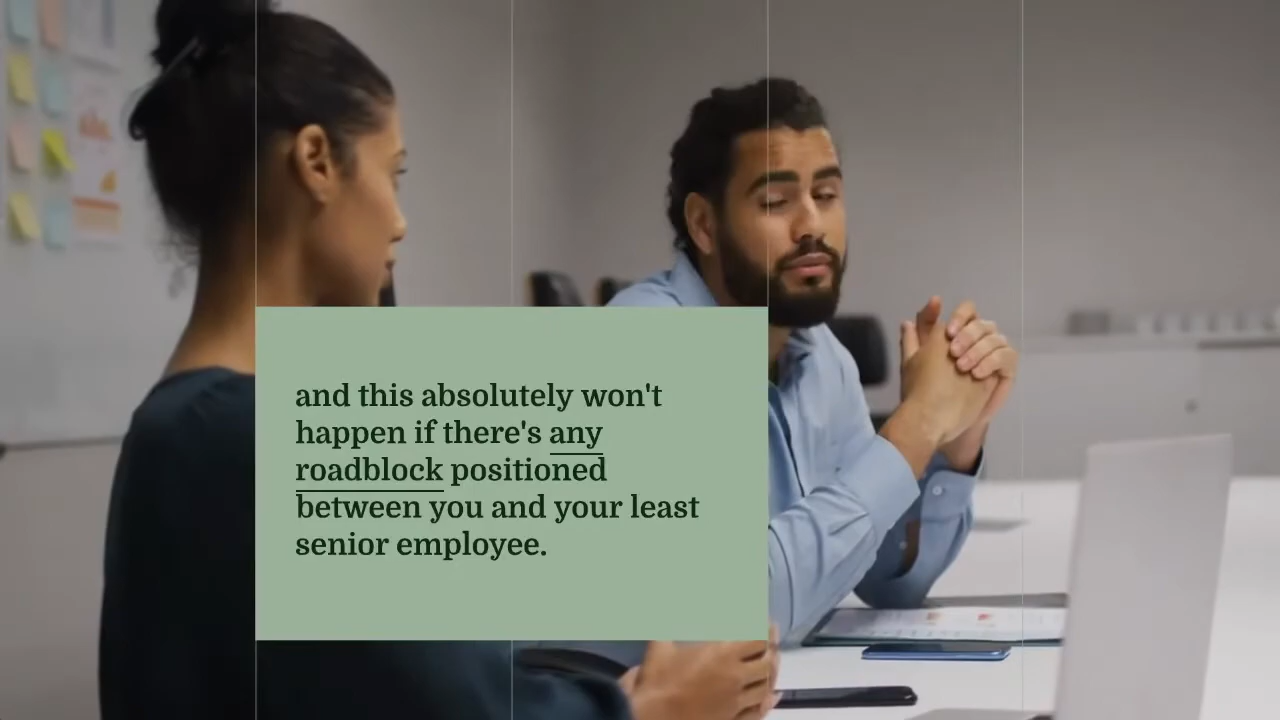 and this absolutely won't
happen if there's any
roadblock positioned
between you and your least
senior employee.